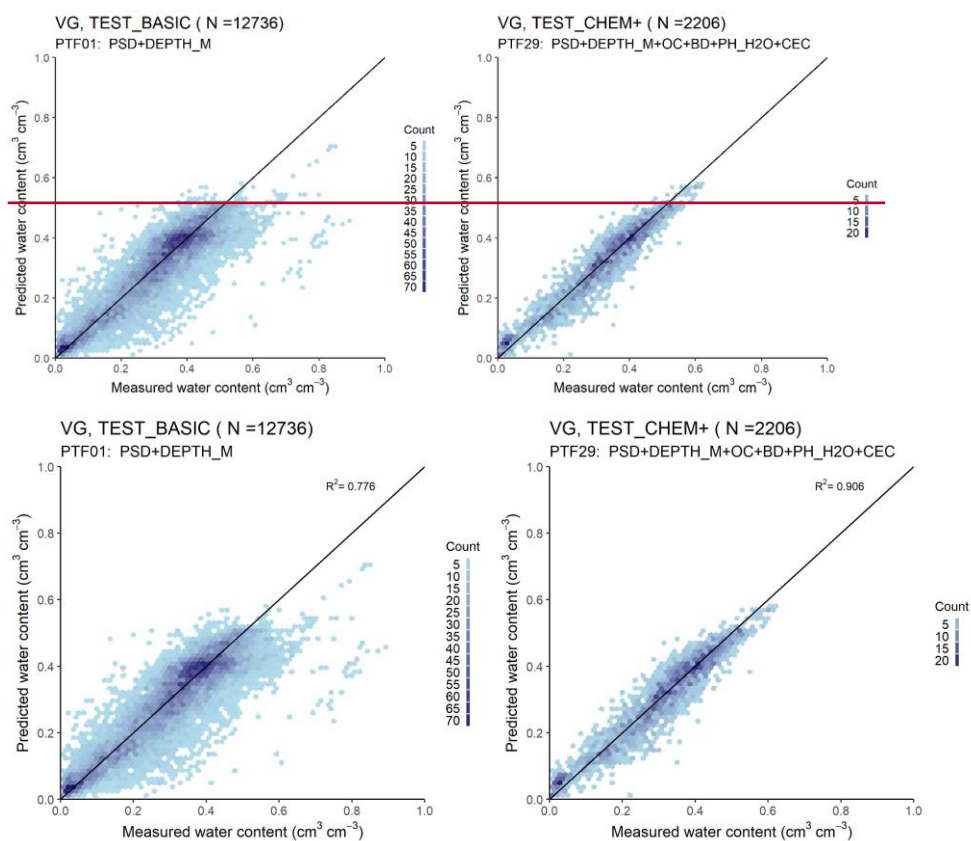 VG, TEST_BASIC ( N =12736)
PTF01: PSD+DEPTH_M
Predicted water content (cm³ cm⁻³)
1.0
0.8
0.6
0.4
0.2
0.0
0.0 0.2 0.4 0.6 0.8 1.0
Measured water content (cm³ cm⁻³)
Count
5
10
15
20
25
30
35
40
45
50
55
60
65
70
VG, TEST_CHEM+ ( N =2206)
PTF29: PSD+DEPTH_M+OC+BD+PH_H2O+CEC
Predicted water content (cm³ cm⁻³)
1.0
0.8
0.6
0.4
0.2
0.0
0.0 0.2 0.4 0.6 0.8 1.0
Measured water content (cm³ cm⁻³)
Count
5
10
15
20
VG, TEST_BASIC ( N =12736)
PTF01: PSD+DEPTH_M
R²= 0.776
Predicted water content (cm³ cm⁻³)
1.0
0.8
0.6
0.4
0.2
0.0
0.0 0.2 0.4 0.6 0.8 1.0
Measured water content (cm³ cm⁻³)
Count
5
10
15
20
25
30
35
40
45
50
55
60
65
70
VG, TEST_CHEM+ ( N =2206)
PTF29: PSD+DEPTH_M+OC+BD+PH_H2O+CEC
R²= 0.906
Predicted water content (cm³ cm⁻³)
1.0
0.8
0.6
0.4
0.2
0.0
0.0 0.2 0.4 0.6 0.8 1.0
Measured water content (cm³ cm⁻³)
Count
5
10
15
20